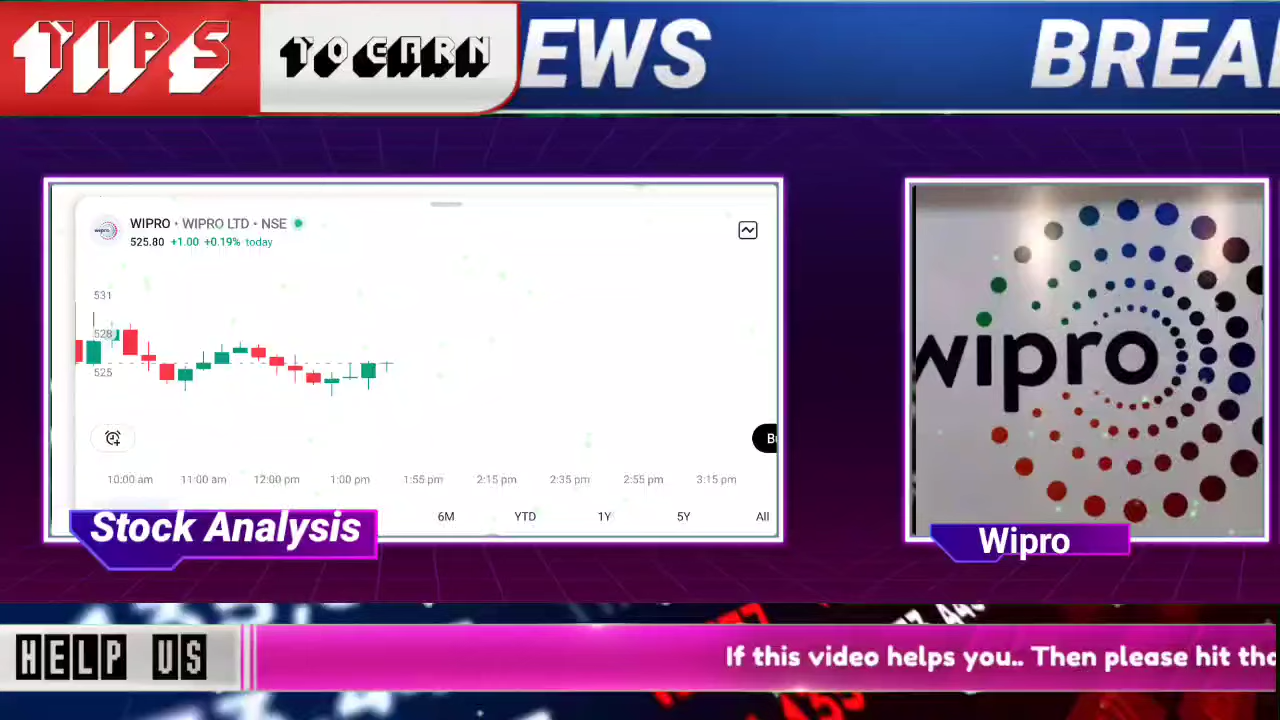 TIPS
TO EARN
EWS
BREA
WIPRO • WIPRO LTD • NSE
525.80 +1.00 +0.19% today
531
528
525
10:00 am 11:00 am 12:00 pm 1:00 pm 1:55 pm 2:15 pm 2:35 pm 2:55 pm 3:15 pm
6M YTD 1Y 5Y All
Stock Analysis
wipro
Wipro
HELP US
If this video helps you.. Then please hit